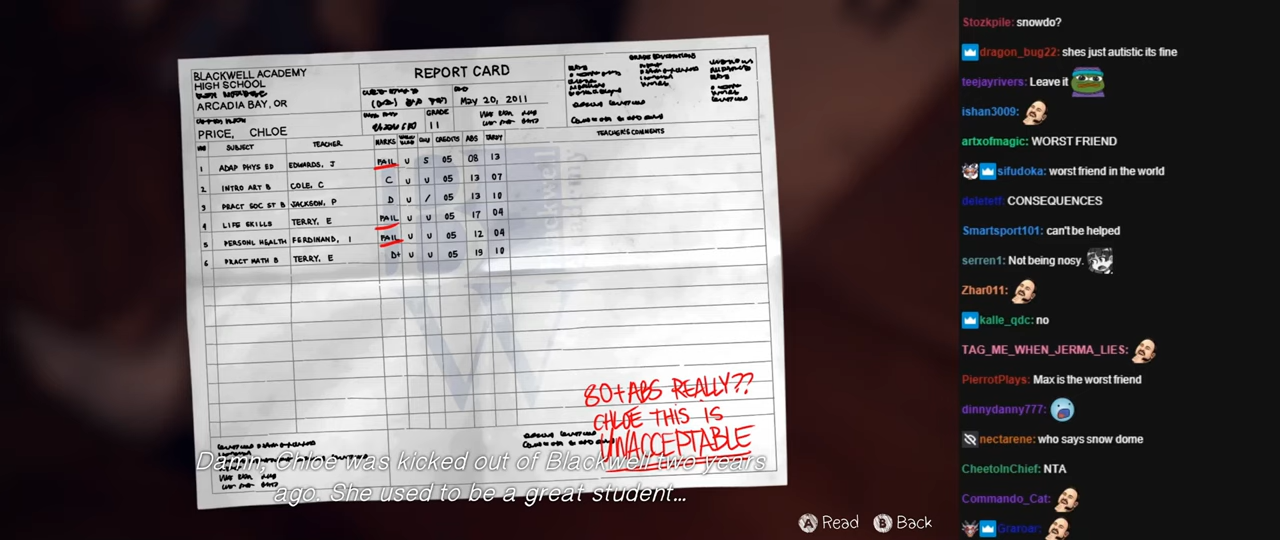 BLACKWELL ACADEMY
HIGH SCHOOL
ARCADIA BAY, OR
REPORT CARD
May 20, 2011
GRADE
11
PRICE, CHLOE
SUBJECT TEACHER MARKS CREDITS ABS TARDY
TEACHER'S COMMENTS
1 ADAP PHYS ED EDWARDS, J FAIL U S 05 08 13
2 INTRO ART B COLE, C C U U 05 13 07
3 PRACT SOC ST B JACKSON, P D U / 05 13 10
4 LIFE SKILLS TERRY, E FAIL U U 05 17 04
5 PERSONL HEALTH FERDINAND, I FAIL U U 05 12 04
6 PRACT MATH B TERRY, E D+ U U 05 19 10
80+ ABS REALLY??
CHLOE THIS IS
UNACCEPTABLE
Damn, Chloe was kicked out of Blackwell two years
ago. She used to be a great student...
A Read B Back
Stozkpile: snowdo?
dragon_bug22: shes just autistic its fine
teejayrivers: Leave it
ishan3009:
artxofmagic: WORST FRIEND
sifudoka: worst friend in the world
deletelf: CONSEQUENCES
Smartsport101: can't be helped
serren1: Not being nosy.
Zhar011:
kalle_qdc: no
TAG_ME_WHEN_JERMA_LIES:
PierrotPlays: Max is the worst friend
dinnydanny777:
nectarene: who says snow dome
CheetoInChief: NTA
Commando_Cat:
Graroar: